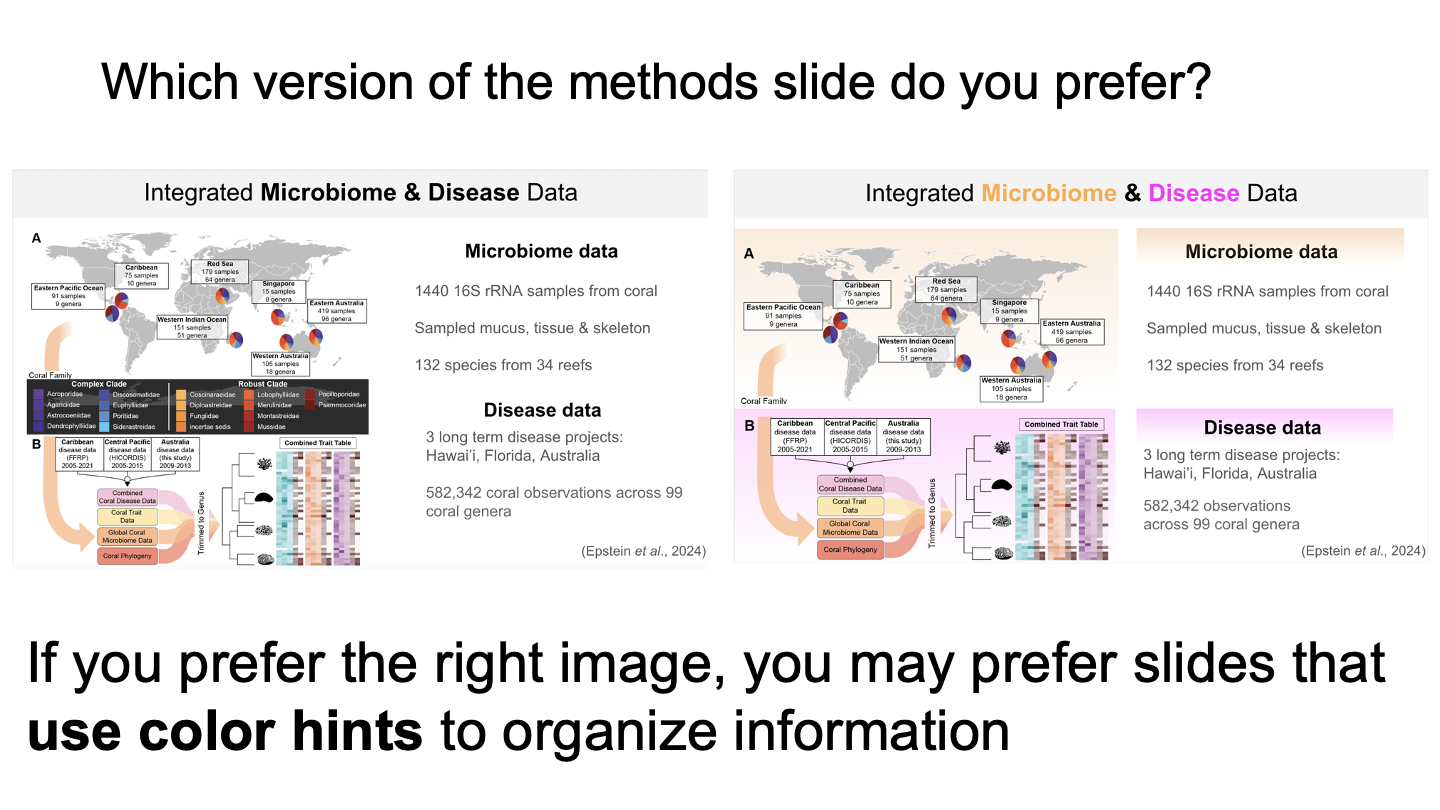 Which version of the methods slide do you prefer?
Integrated Microbiome & Disease Data
A
Caribbean
75 samples
10 genera
Red Sea
179 samples
64 genera
Singapore
15 samples
9 genera
Eastern Pacific Ocean
91 samples
9 genera
Eastern Australia
419 samples
96 genera
Western Indian Ocean
151 samples
51 genera
Western Australia
105 samples
18 genera
Coral Family
Complex Clade
Robust Clade
Acroporidae
Agariciidae
Astrocoeniidae
Dendrophylliidae
Discosomatidae
Euphylliidae
Poritidae
Siderastreidae
Coscinaraeidae
Diploastreidae
Fungiidae
incertae sedis
Lobophylliidae
Merulinidae
Montastreidae
Mussidae
Pocilloporidae
Psammocoridae
B
Caribbean
disease data
(FFRP)
2005-2021
Central Pacific
disease data
(HICORDIS)
2005-2015
Australia
disease data
(this study)
2009-2013
Combined Trait Table
Combined
Coral Disease Data
Coral Trait
Data
Global Coral
Microbiome Data
Coral Phylogeny
Trimmed to Genus
Microbiome data
1440 16S rRNA samples from coral
Sampled mucus, tissue & skeleton
132 species from 34 reefs
Disease data
3 long term disease projects:
Hawai’i, Florida, Australia
582,342 coral observations across 99
coral genera
(Epstein et al., 2024)
Integrated Microbiome & Disease Data
A
Caribbean
75 samples
10 genera
Red Sea
179 samples
64 genera
Singapore
15 samples
9 genera
Eastern Pacific Ocean
91 samples
9 genera
Eastern Australia
419 samples
96 genera
Western Indian Ocean
151 samples
51 genera
Western Australia
105 samples
18 genera
Coral Family
B
Caribbean
disease data
(FFRP)
2005-2021
Central Pacific
disease data
(HICORDIS)
2005-2015
Australia
disease data
(this study)
2009-2013
Combined Trait Table
Combined
Coral Disease Data
Coral Trait
Data
Global Coral
Microbiome Data
Coral Phylogeny
Trimmed to Genus
Microbiome data
1440 16S rRNA samples from coral
Sampled mucus, tissue & skeleton
132 species from 34 reefs
Disease data
3 long term disease projects:
Hawai’i, Florida, Australia
582,342 observations
across 99 coral genera
(Epstein et al., 2024)
If you prefer the right image, you may prefer slides that
use color hints to organize information